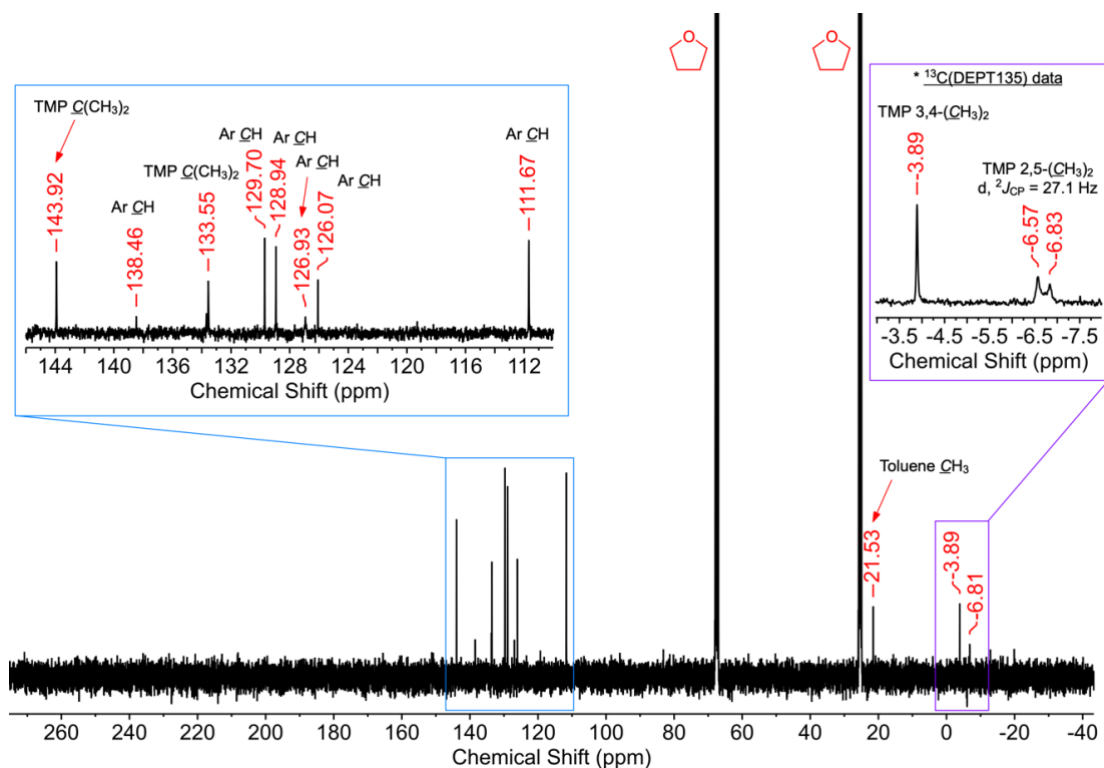 O
O
* ¹³C(DEPT135) data
TMP 3,4-(CH₃)₂
-3.89
TMP 2,5-(CH₃)₂
d, ²JCP = 27.1 Hz
-6.57
-6.83
-3.5 -4.5 -5.5 -6.5 -7.5
Chemical Shift (ppm)
TMP C(CH₃)₂
143.92
Ar CH
138.46
TMP C(CH₃)₂
133.55
Ar CH
129.70
Ar CH
128.94
Ar CH
126.93
Ar CH
126.07
Ar CH
111.67
144 140 136 132 128 124 120 116 112
Chemical Shift (ppm)
Toluene CH₃
21.53
-3.89
-6.81
260 240 220 200 180 160 140 120 100 80 60 40 20 0 -20 -40
Chemical Shift (ppm)